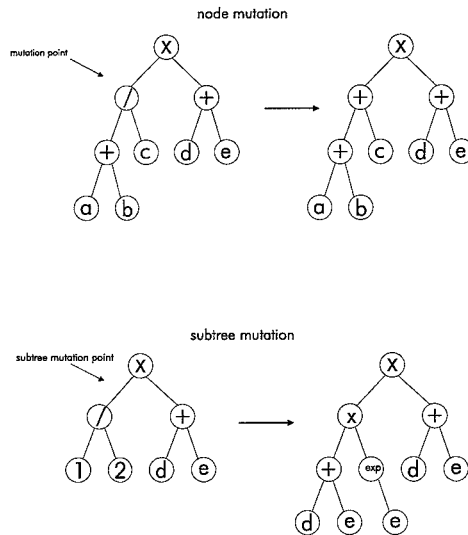 node mutation
mutation point
X X
/ + + +
+ c d e + c d e
a b a b
subtree mutation
subtree mutation point
X X
/ + x +
1 2 d e + exp d e
d e e